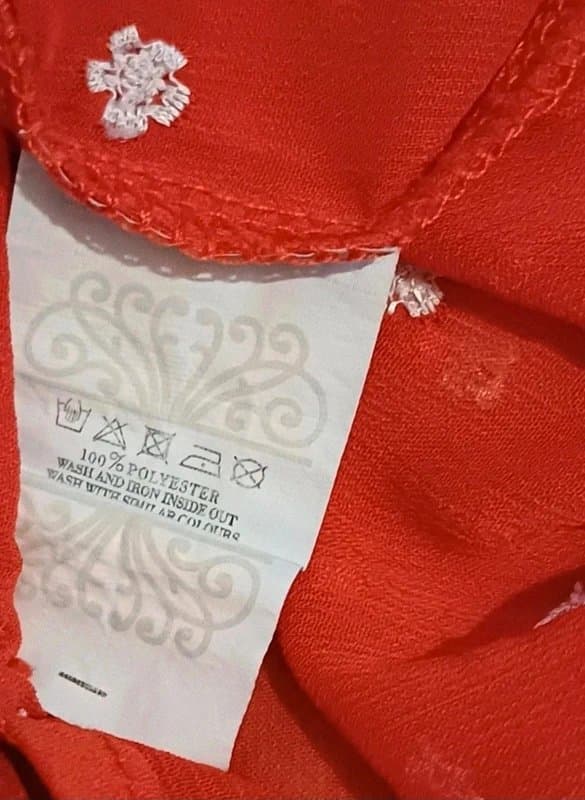 100% POLYESTER
WASH AND IRON INSIDE OUT
WASH WITH SIMILAR COLOURS